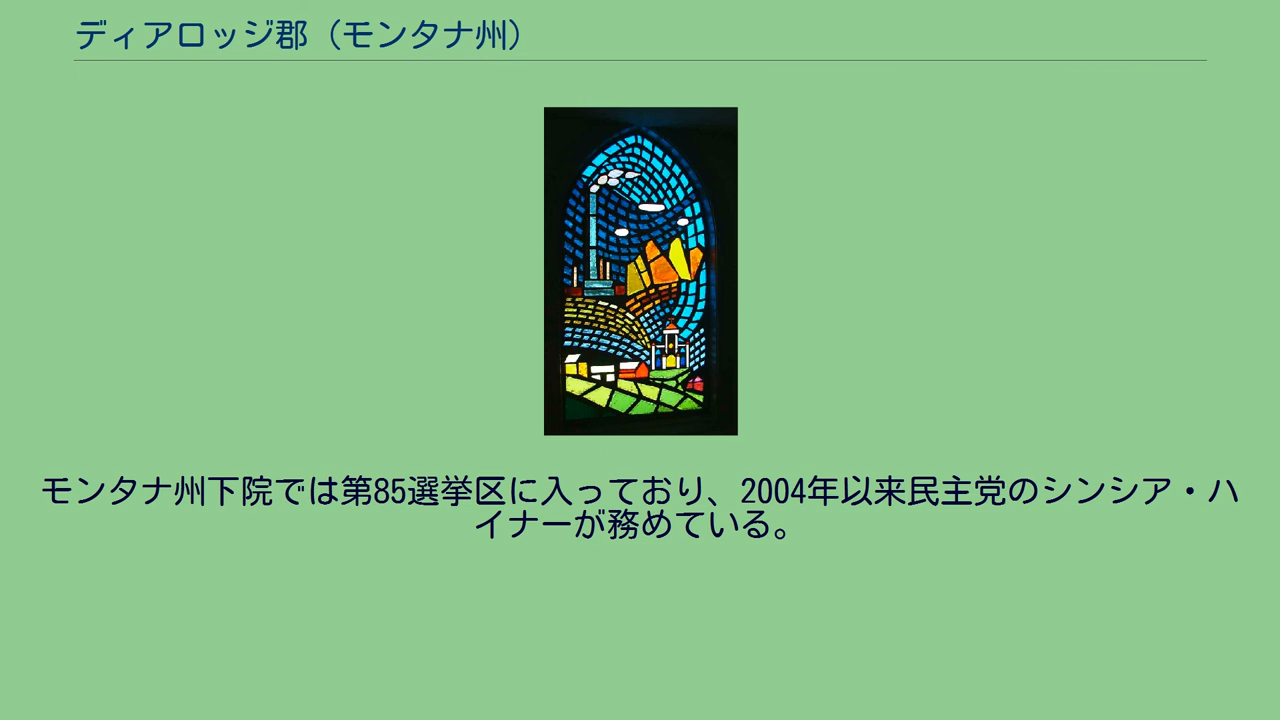 ディアロッジ郡（モンタナ州）
モンタナ州下院では第85選挙区に入っており、2004年以来民主党のシンシア・ハ
イナーが務めている。